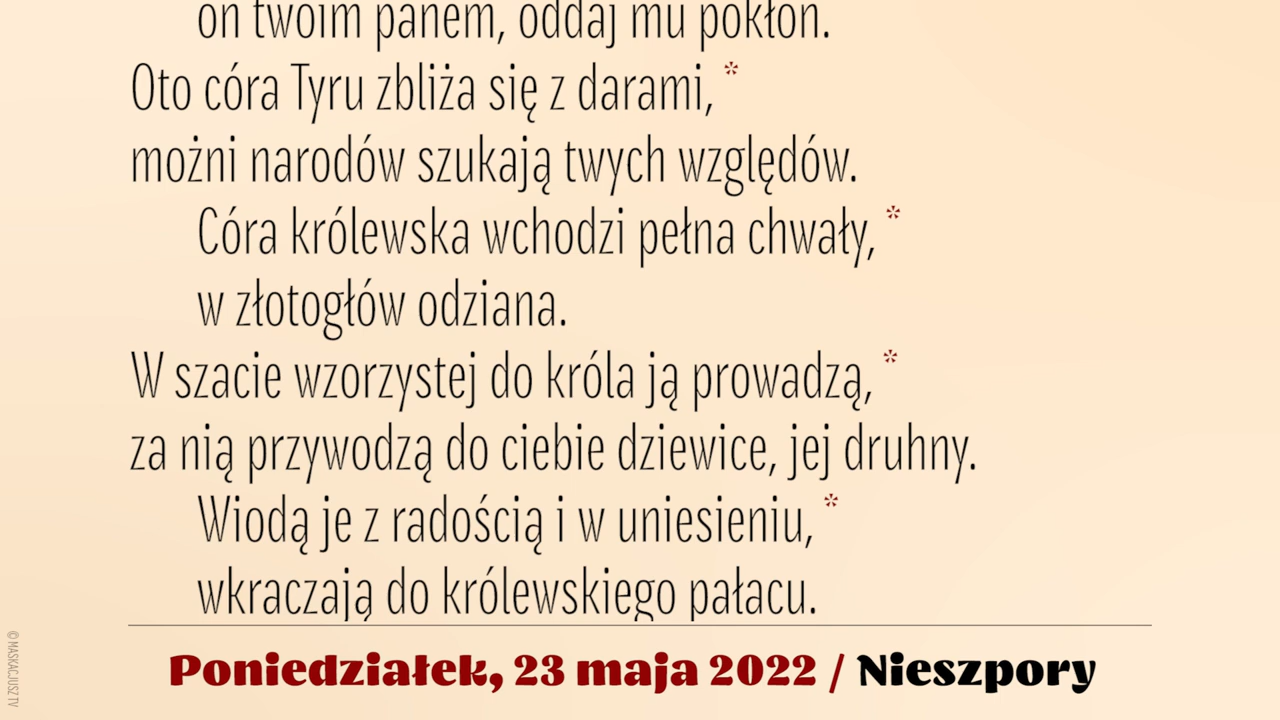 on twoim panem, oddaj mu pokłon.
Oto córa Tyru zbliża się z darami, *
możni narodów szukają twych względów.
Córa królewska wchodzi pełna chwały, *
w złotogłów odziana.
W szacie wzorzystej do króla ją prowadzą, *
za nią przywodzą do ciebie dziewice, jej druhny.
Wiodą je z radością i w uniesieniu, *
wkraczają do królewskiego pałacu.
Poniedziałek, 23 maja 2022 / Nieszpory
© MASKACJUSZ TV